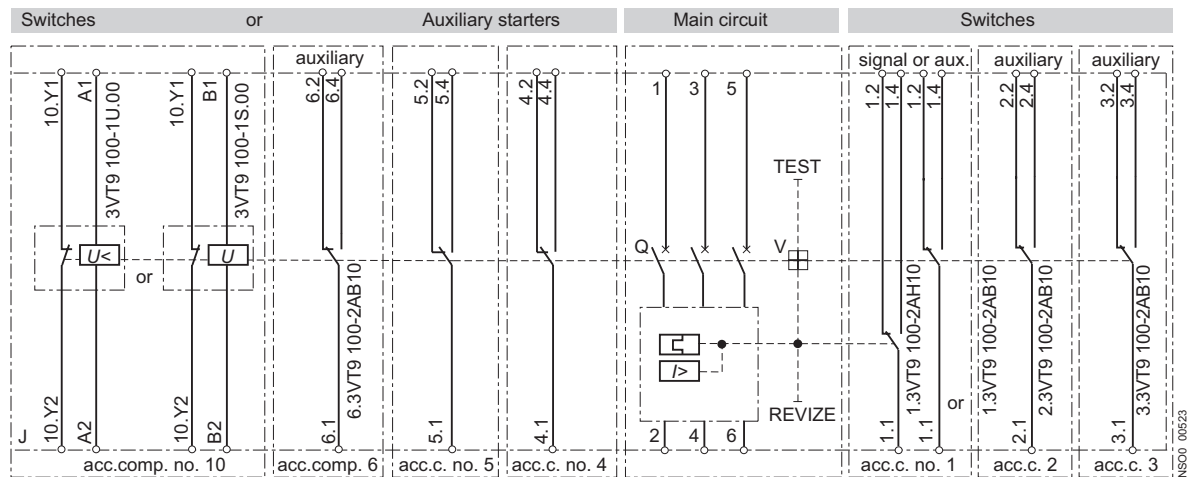 Switches or Auxiliary starters Main circuit Switches
auxiliary signal or aux. auxiliary auxiliary
10.Y1 A1 10.Y1 B1 6.2 6.4 5.2 5.4 4.2 4.4 1 3 5 1.2 1.4 1.2 1.4 2.2 2.4 3.2 3.4
3VT9 100-1U.00
3VT9 100-1S.00
TEST
U< or U
Q V
6.3VT9 100-2AB10
1.3VT9 100-2AH10
or
1.3VT9 100-2AB10
2.3VT9 100-2AB10
3.3VT9 100-2AB10
I>
REVIZE
J 10.Y2 A2 10.Y2 B2 6.1 5.1 4.1 2 4 6 1.1 1.1 2.1 3.1
acc.comp. no. 10 acc.comp. 6 acc.c. no. 5 acc.c. no. 4 acc.c. no. 1 acc.c. 2 acc.c. 3
NSO0 00523